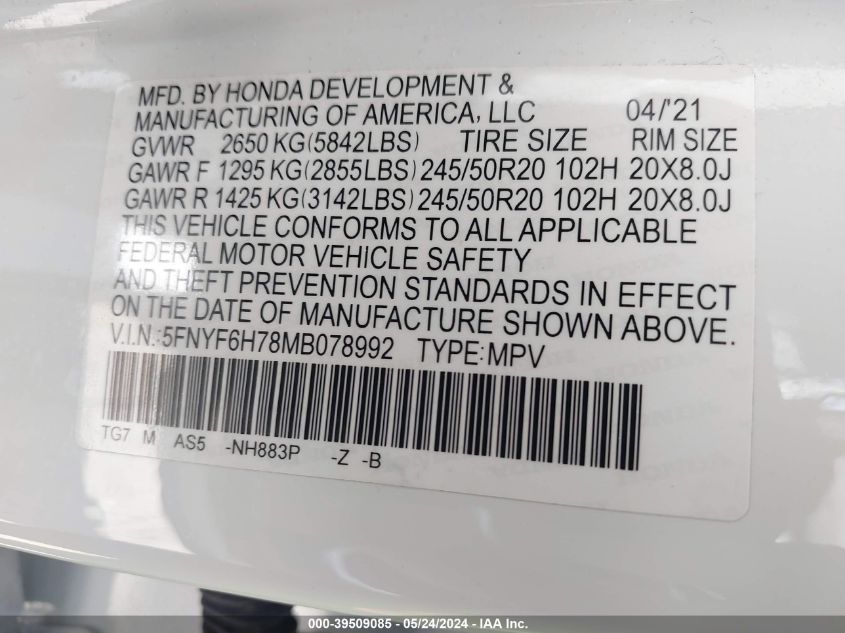 MFD. BY HONDA DEVELOPMENT &
MANUFACTURING OF AMERICA, LLC 04/'21
GVWR 2650 KG(5842LBS) TIRE SIZE RIM SIZE
GAWR F 1295 KG(2855LBS) 245/50R20 102H 20X8.0J
GAWR R 1425 KG(3142LBS) 245/50R20 102H 20X8.0J
THIS VEHICLE CONFORMS TO ALL APPLICABLE
FEDERAL MOTOR VEHICLE SAFETY
AND THEFT PREVENTION STANDARDS IN EFFECT
ON THE DATE OF MANUFACTURE SHOWN ABOVE.
V.I.N.:5FNYF6H78MB078992 TYPE:MPV
TG7 M AS5 -NH883P -Z -B
000-39509085 - 05/24/2024 - IAA Inc.